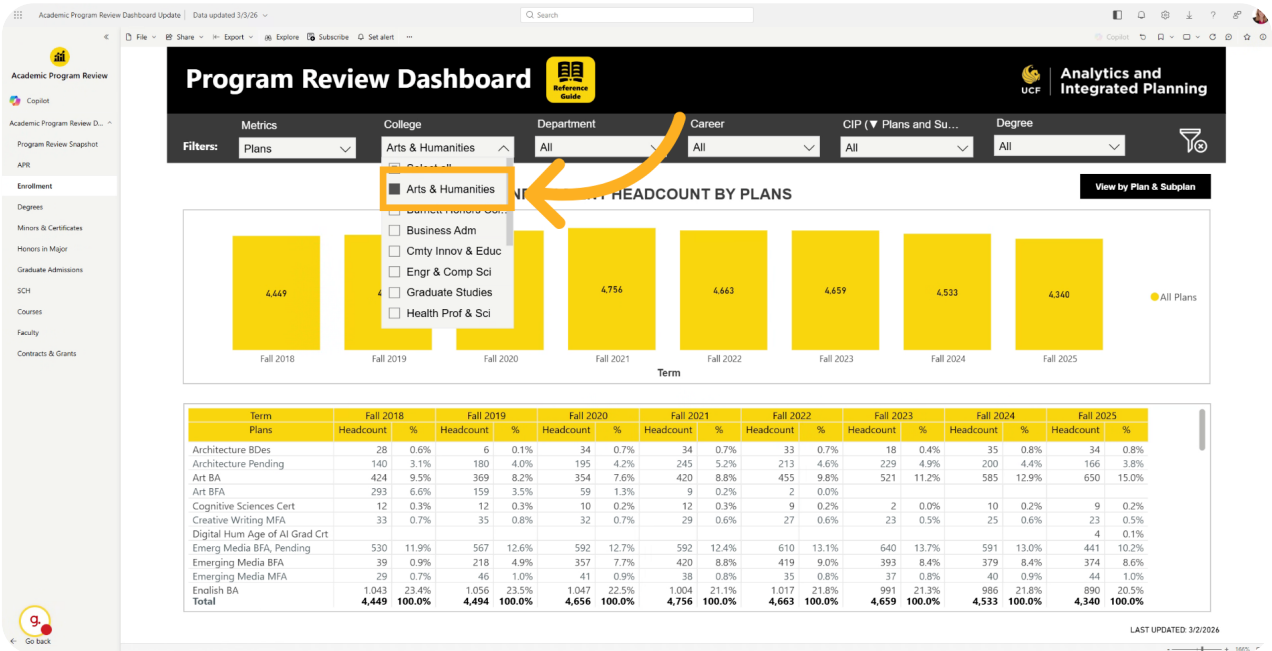 Academic Program Review Dashboard Update | Data updated 3/3/26
Search
File Share Export Explore Subscribe Set alert ...
Copilot
Academic Program Review
Copilot
Academic Program Review D...
Program Review Snapshot
APR
Enrollment
Degrees
Minors & Certificates
Honors in Major
Graduate Admissions
SCH
Courses
Faculty
Contracts & Grants
g.
Go back
Program Review Dashboard
Reference
Guide
UCF
Analytics and
Integrated Planning
Filters:
Metrics
Plans
College
Arts & Humanities
Department
All
Career
All
CIP (▼ Plans and Su...
All
Degree
All
Arts & Humanities
Business Adm
Cmty Innov & Educ
Engr & Comp Sci
Graduate Studies
Health Prof & Sci
HEADCOUNT BY PLANS
View by Plan & Subplan
4,449 4,756 4,663 4,659 4,533 4,340
All Plans
Fall 2018 Fall 2019 Fall 2020 Fall 2021 Fall 2022 Fall 2023 Fall 2024 Fall 2025
Term
Term Fall 2018 Fall 2019 Fall 2020 Fall 2021 Fall 2022 Fall 2023 Fall 2024 Fall 2025
Plans Headcount % Headcount % Headcount % Headcount % Headcount % Headcount % Headcount % Headcount %
Architecture BDes 28 0.6% 6 0.1% 34 0.7% 34 0.7% 33 0.7% 18 0.4% 35 0.8% 34 0.8%
Architecture Pending 140 3.1% 180 4.0% 195 4.2% 245 5.2% 213 4.6% 229 4.9% 200 4.4% 166 3.8%
Art BA 424 9.5% 369 8.2% 354 7.6% 420 8.8% 455 9.8% 521 11.2% 585 12.9% 650 15.0%
Art BFA 293 6.6% 159 3.5% 59 1.3% 9 0.2% 2 0.0%
Cognitive Sciences Cert 12 0.3% 12 0.3% 10 0.2% 12 0.3% 9 0.2% 2 0.0% 10 0.2% 9 0.2%
Creative Writing MFA 33 0.7% 35 0.8% 32 0.7% 29 0.6% 27 0.6% 23 0.5% 25 0.6% 23 0.5%
Digital Hum Age of AI Grad Crt 4 0.1%
Emerg Media BFA, Pending 530 11.9% 567 12.6% 592 12.7% 592 12.4% 610 13.1% 640 13.7% 591 13.0% 441 10.2%
Emerging Media BFA 39 0.9% 218 4.9% 357 7.7% 420 8.8% 419 9.0% 393 8.4% 379 8.4% 374 8.6%
Emerging Media MFA 29 0.7% 46 1.0% 41 0.9% 38 0.8% 35 0.8% 37 0.8% 40 0.9% 44 1.0%
English BA 1,043 23.4% 1,056 23.5% 1,047 22.5% 1,004 21.1% 1,017 21.8% 991 21.3% 986 21.8% 890 20.5%
Total 4,449 100.0% 4,494 100.0% 4,656 100.0% 4,756 100.0% 4,663 100.0% 4,659 100.0% 4,533 100.0% 4,340 100.0%
LAST UPDATED: 3/2/2026
166%